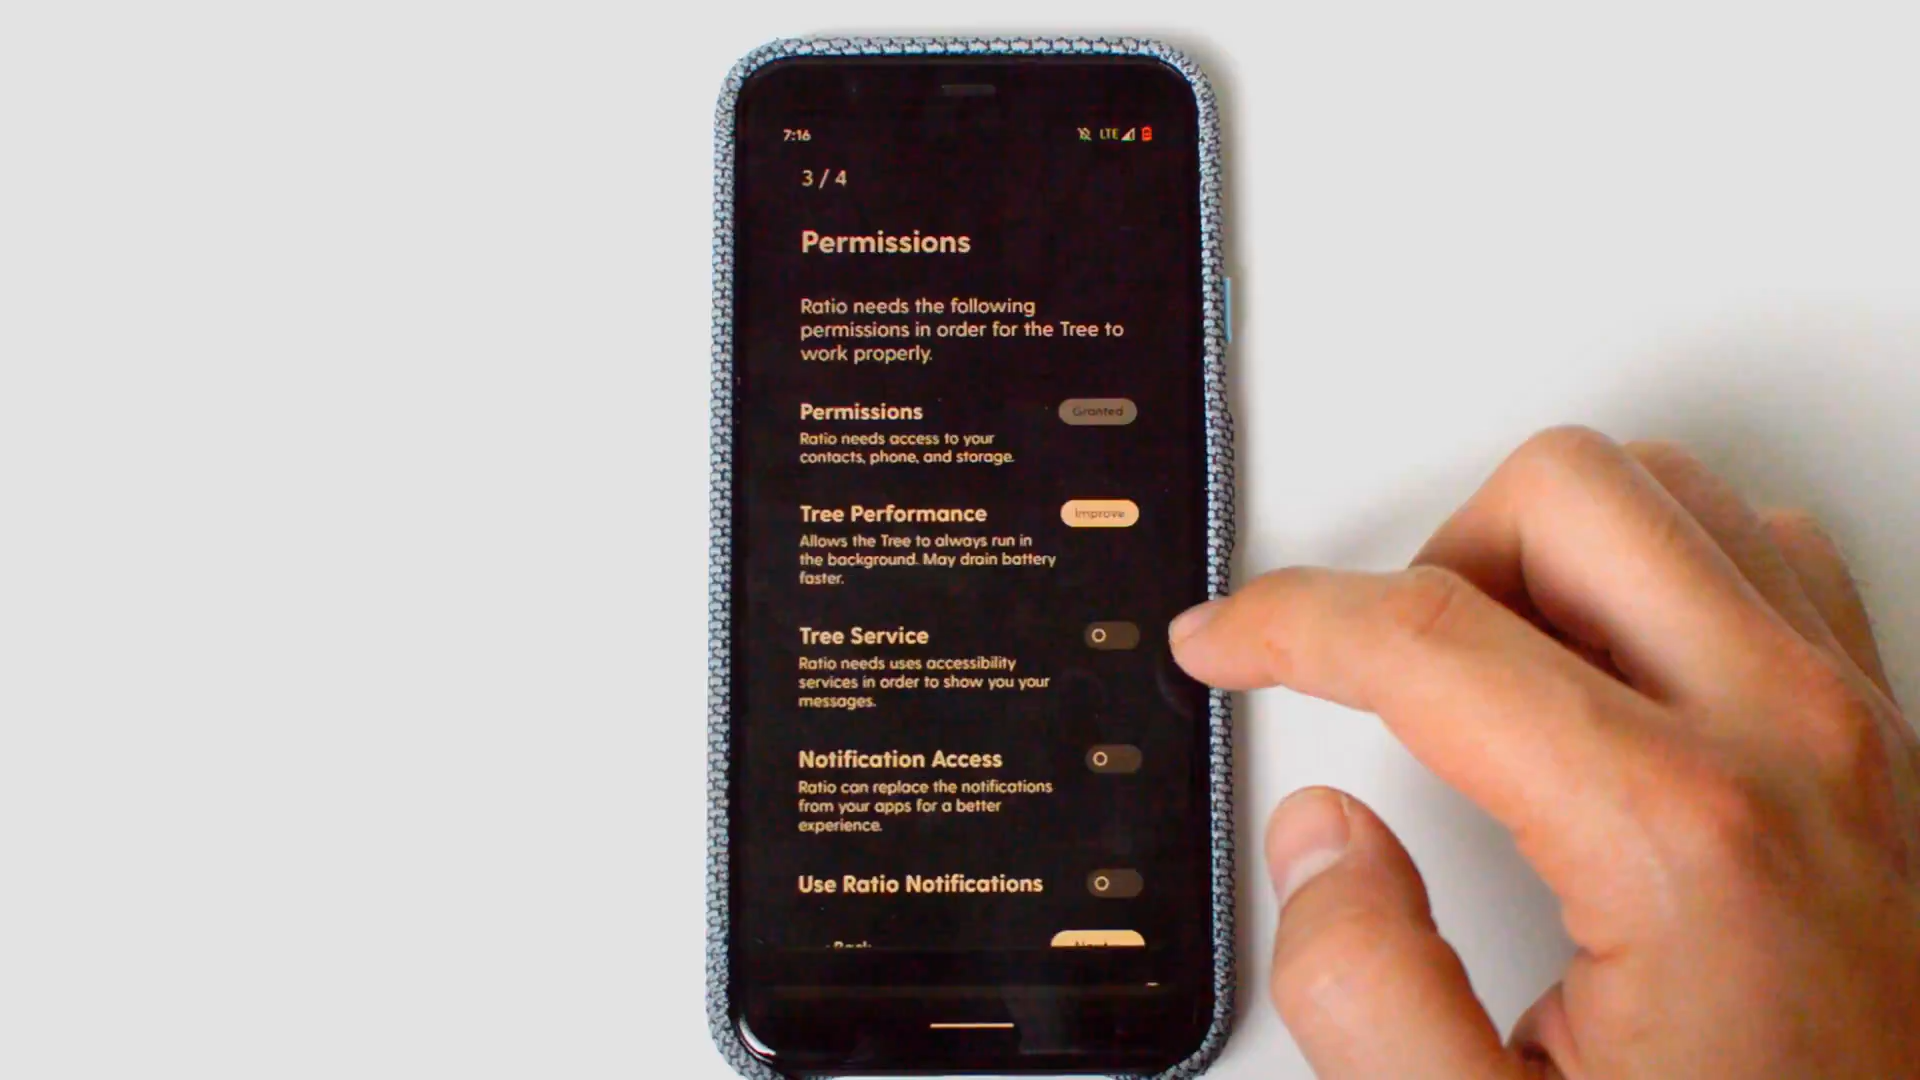 7:16
LTE
3 / 4
Permissions
Ratio needs the following
permissions in order for the Tree to
work properly.
Permissions
Granted
Ratio needs access to your
contacts, phone, and storage.
Tree Performance
Improve
Allows the Tree to always run in
the background. May drain battery
faster.
Tree Service
Ratio needs uses accessibility
services in order to show you your
messages.
Notification Access
Ratio can replace the notifications
from your apps for a better
experience.
Use Ratio Notifications
Back
Next